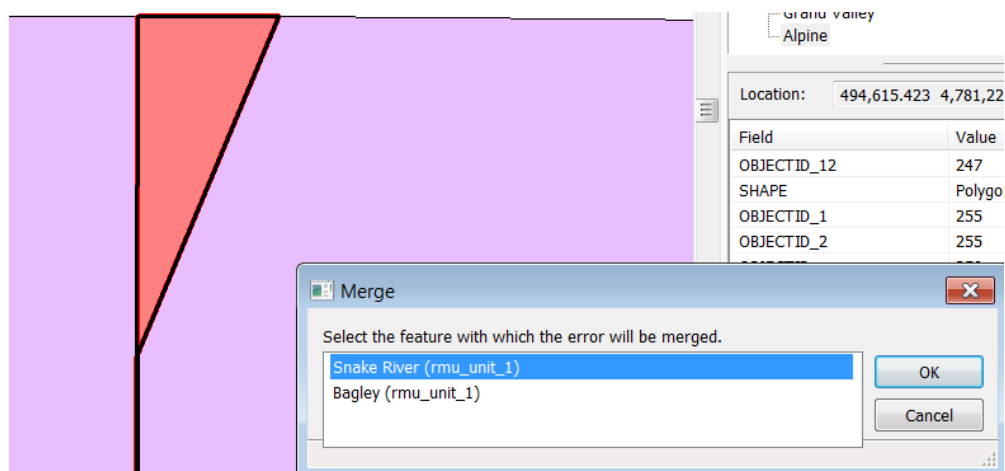 Grand Valley
Alpine
Location: 494,615.423 4,781,22
Field Value
OBJECTID_12 247
SHAPE Polygo
OBJECTID_1 255
OBJECTID_2 255
Merge
Select the feature with which the error will be merged.
Snake River (rmu_unit_1)
Bagley (rmu_unit_1)
OK
Cancel